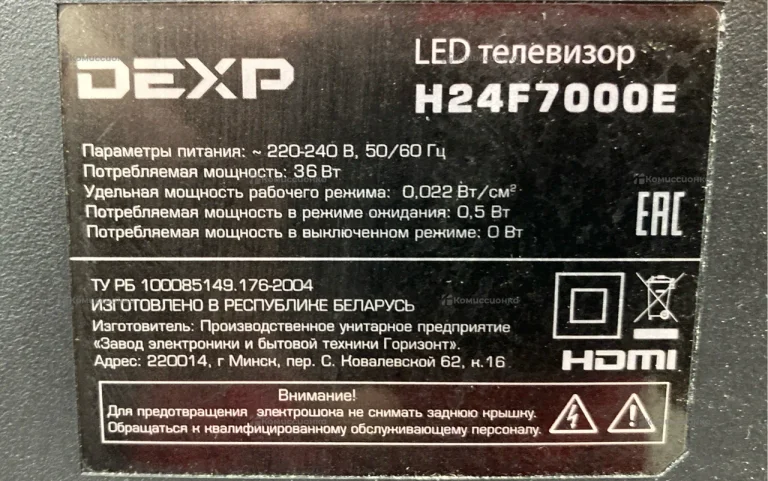 DEXP
LED телевизор
H24F7000E
Параметры питания: ~ 220-240 В, 50/60 Гц
Потребляемая мощность: 36 Вт
Удельная мощность рабочего режима: 0,022 Вт/см²
Потребляемая мощность в режиме ожидания: 0,5 Вт
Потребляемая мощность в выключенном режиме: 0 Вт
EAC
ТУ РБ 100085149.176-2004
ИЗГОТОВЛЕНО В РЕСПУБЛИКЕ БЕЛАРУСЬ
Изготовитель: Производственное унитарное предприятие
«Завод электроники и бытовой техники Горизонт».
Адрес: 220014, г Минск, пер. С. Ковалевской 62, к.16
HDMI
Внимание!
Для предотвращения электрошока не снимать заднюю крышку.
Обращаться к квалифицированному обслуживающему персоналу.
Комиссионко
Комиссионко